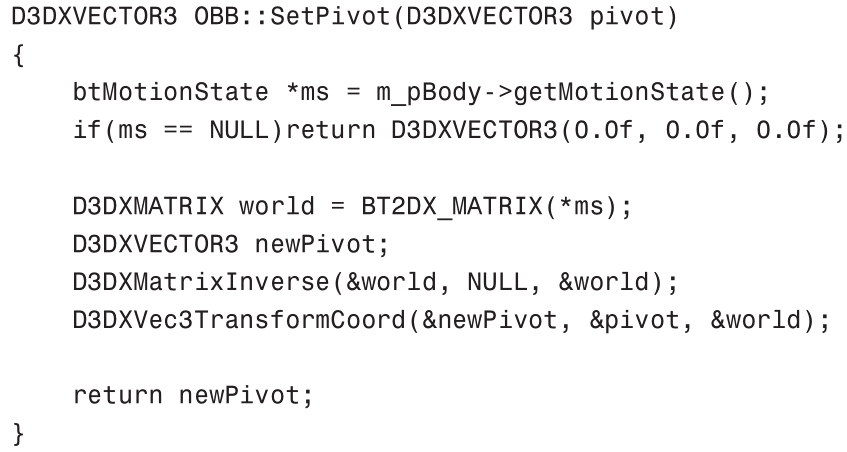 D3DXVECTOR3 OBB::SetPivot(D3DXVECTOR3 pivot)
{
    btMotionState *ms = m_pBody->getMotionState();
    if(ms == NULL)return D3DXVECTOR3(0.0f, 0.0f, 0.0f);

    D3DXMATRIX world = BT2DX_MATRIX(*ms);
    D3DXVECTOR3 newPivot;
    D3DXMatrixInverse(&world, NULL, &world);
    D3DXVec3TransformCoord(&newPivot, &pivot, &world);

    return newPivot;
}